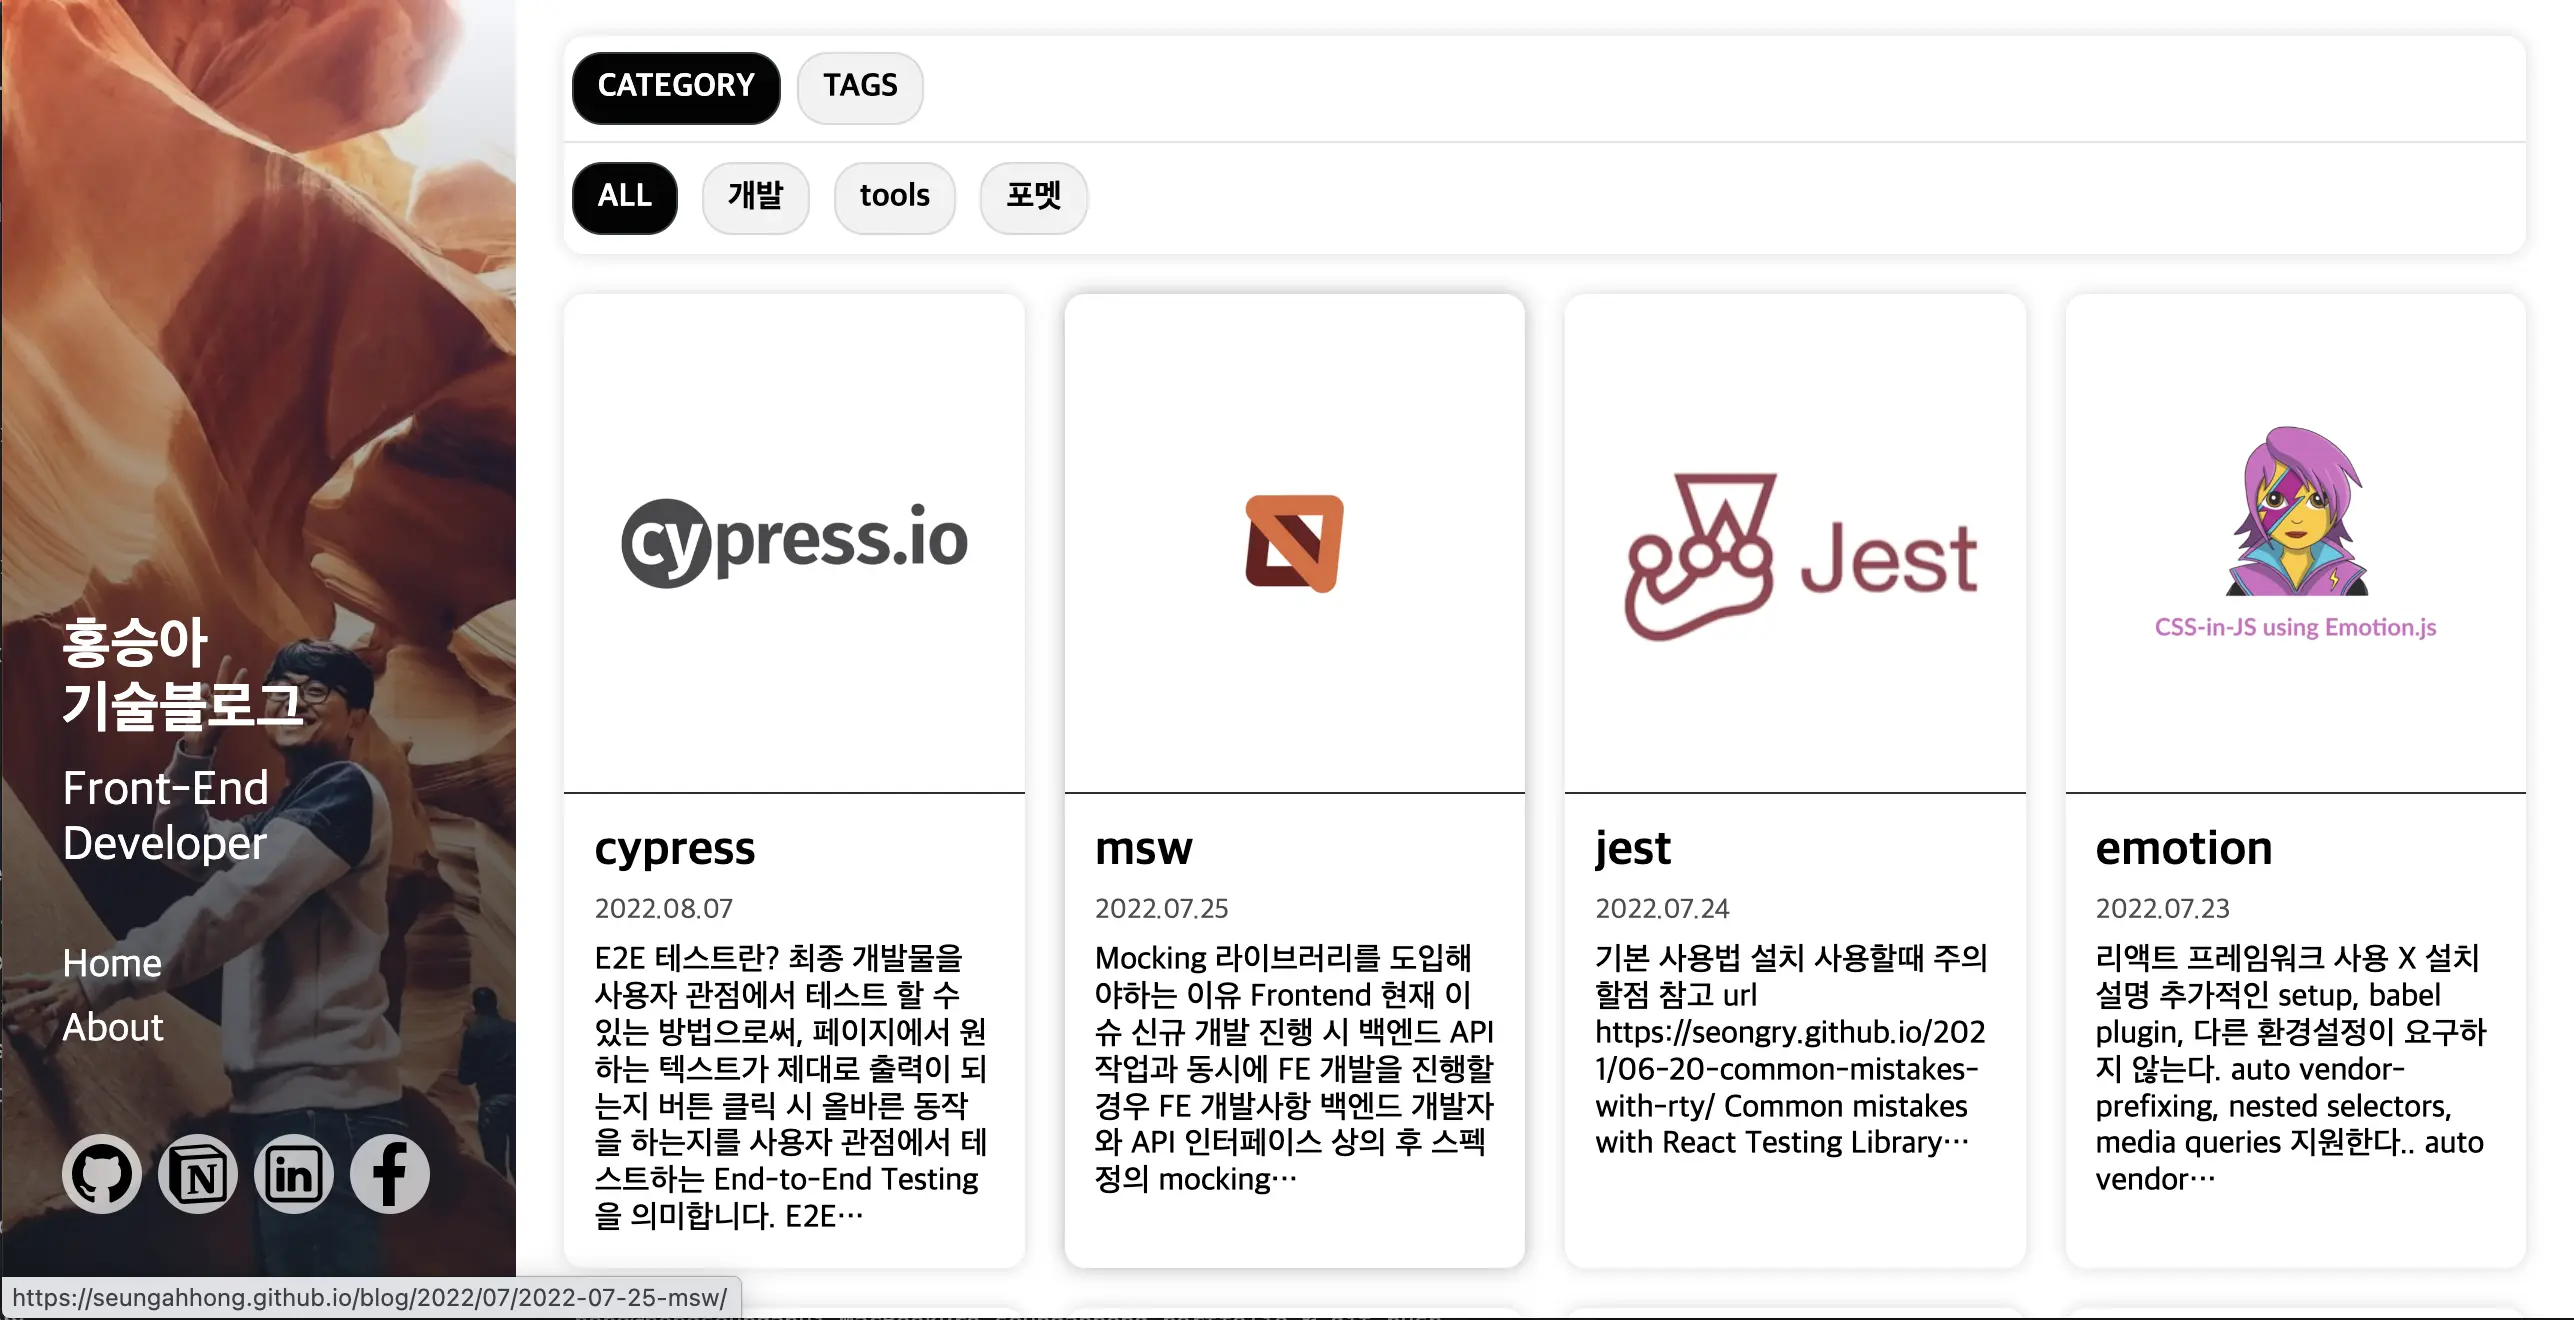 CATEGORY TAGS
ALL 개발 tools 포멧
홍승아
기술블로그
Front-End
Developer
Home
About
cypress.io
cypress
2022.08.07
E2E 테스트란? 최종 개발물을
사용자 관점에서 테스트 할 수
있는 방법으로써, 페이지에서 원
하는 텍스트가 제대로 출력이 되
는지 버튼 클릭 시 올바른 동작
을 하는지를 사용자 관점에서 테
스트하는 End-to-End Testing
을 의미합니다. E2E…
msw
2022.07.25
Mocking 라이브러리를 도입해
야하는 이유 Frontend 현재 이
슈 신규 개발 진행 시 백엔드 API
작업과 동시에 FE 개발을 진행할
경우 FE 개발사항 백엔드 개발자
와 API 인터페이스 상의 후 스펙
정의 mocking…
Jest
jest
2022.07.24
기본 사용법 설치 사용할때 주의
할점 참고 url
https://seongry.github.io/202
1/06-20-common-mistakes-
with-rty/ Common mistakes
with React Testing Library…
CSS-in-JS using Emotion.js
emotion
2022.07.23
리액트 프레임워크 사용 X 설치
설명 추가적인 setup, babel
plugin, 다른 환경설정이 요구하
지 않는다. auto vendor-
prefixing, nested selectors,
media queries 지원한다.. auto
vendor…
https://seungahhong.github.io/blog/2022/07/2022-07-25-msw/